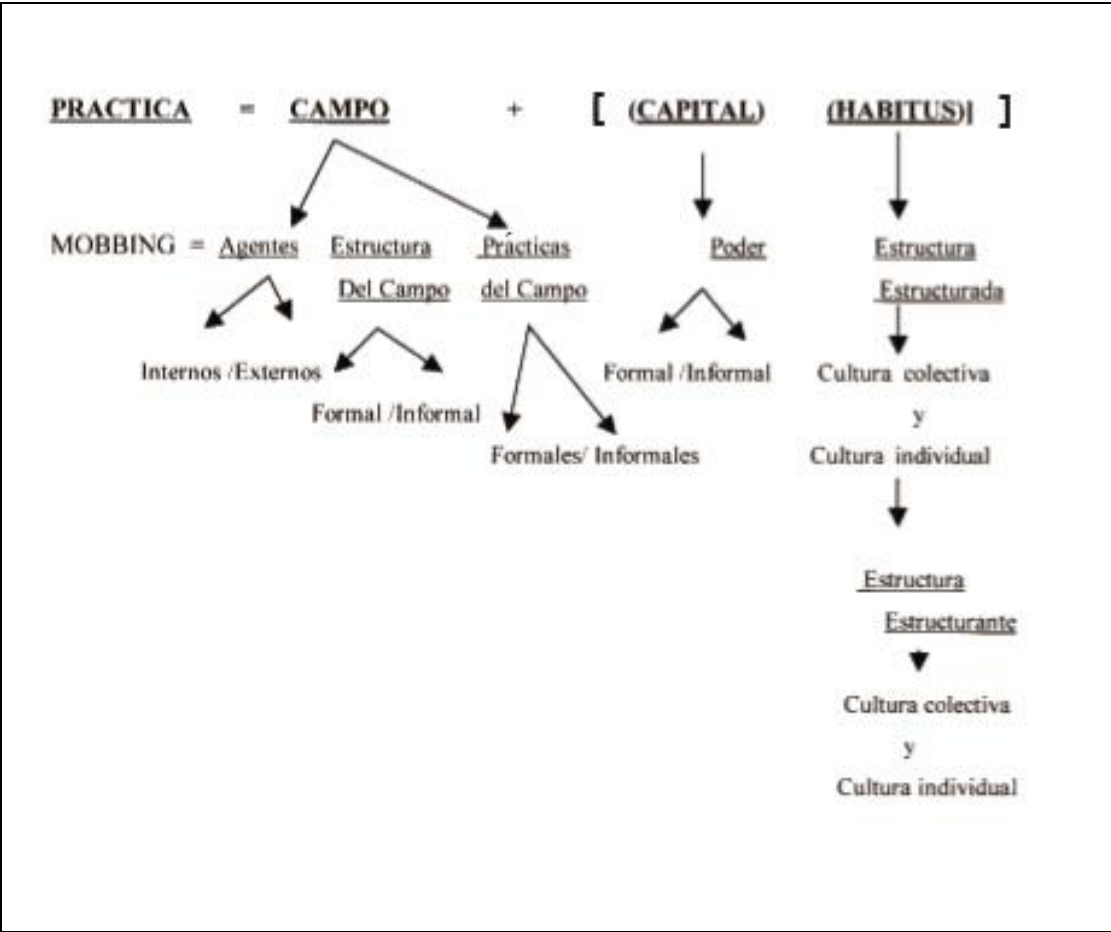 PRACTICA = CAMPO + [ (CAPITAL) (HABITUS)] ]
MOBBING = Agentes Estructura Prácticas Poder Estructura
Del Campo del Campo Estructurada
Internos /Externos Formal /Informal Cultura colectiva
Formal /Informal y
Formales/ Informales Cultura individual
Estructura
Estructurante
Cultura colectiva
y
Cultura individual